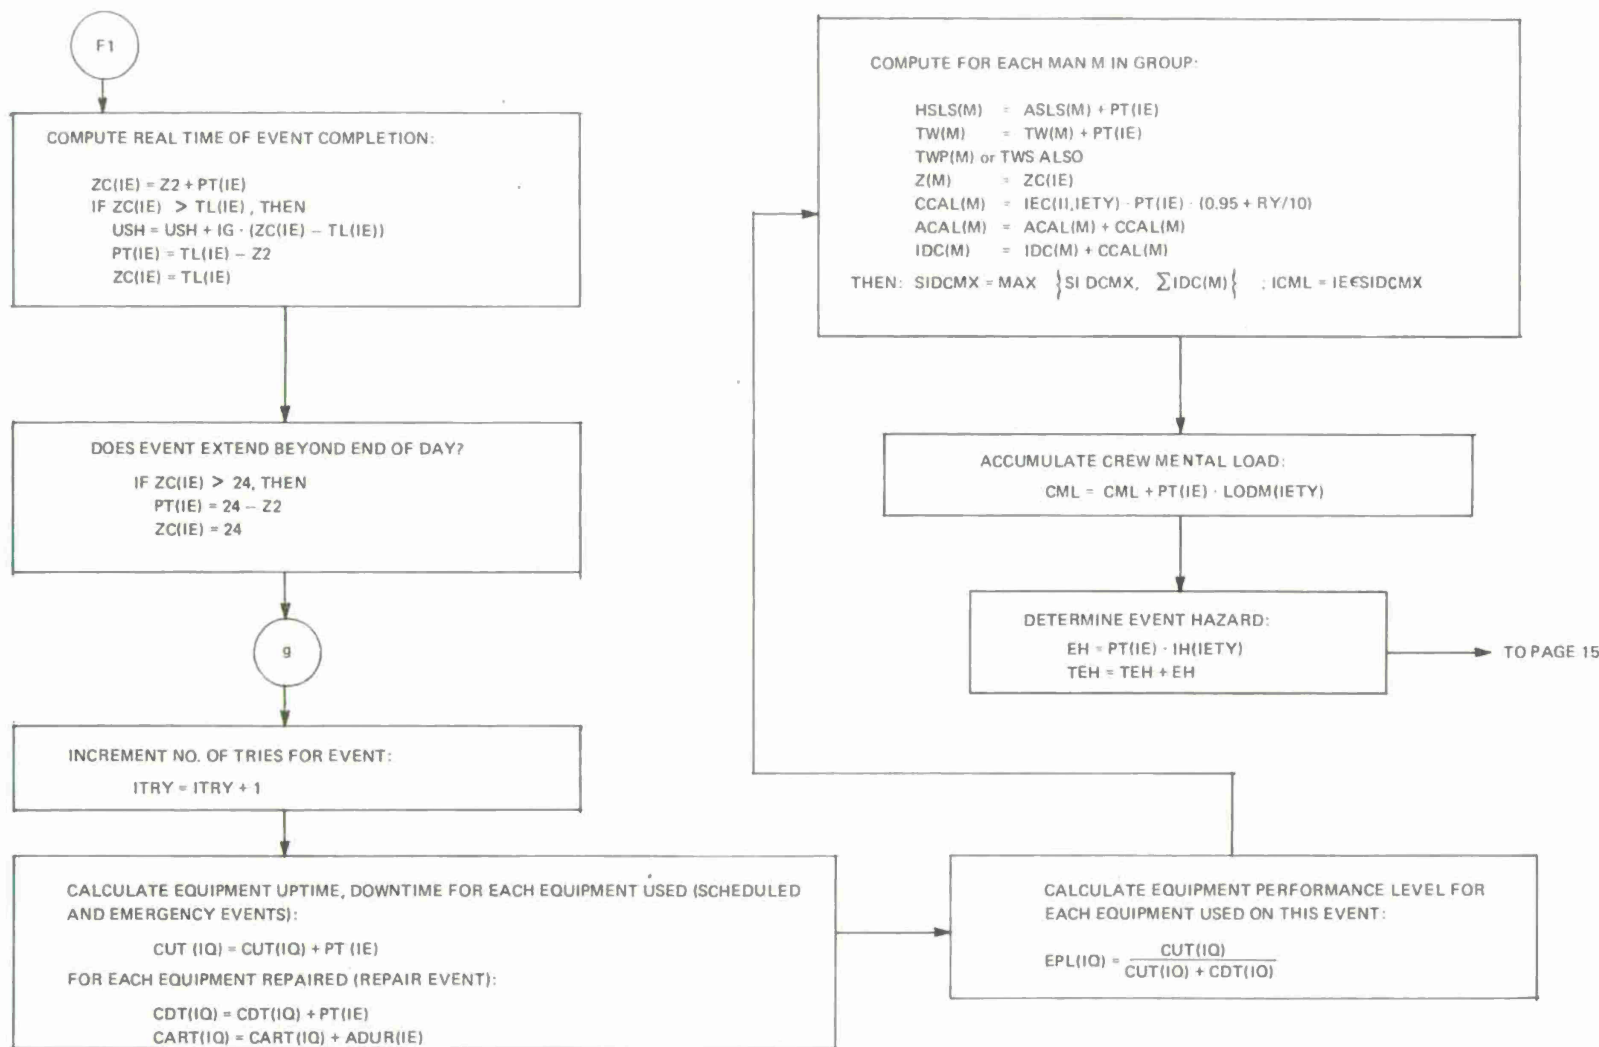 F1
COMPUTE REAL TIME OF EVENT COMPLETION:
ZC(IE) = Z2 + PT(IE)
IF ZC(IE) > TL(IE), THEN
USH = USH + IG · (ZC(IE) – TL(IE))
PT(IE) = TL(IE) – Z2
ZC(IE) = TL(IE)
DOES EVENT EXTEND BEYOND END OF DAY?
IF ZC(IE) > 24, THEN
PT(IE) = 24 – Z2
ZC(IE) = 24
g
INCREMENT NO. OF TRIES FOR EVENT:
ITRY = ITRY + 1
CALCULATE EQUIPMENT UPTIME, DOWNTIME FOR EACH EQUIPMENT USED (SCHEDULED
AND EMERGENCY EVENTS):
CUT (IQ) = CUT(IQ) + PT (IE)
FOR EACH EQUIPMENT REPAIRED (REPAIR EVENT):
CDT(IQ) = CDT(IQ) + PT(IE)
CART(IQ) = CART(IQ) + ADUR(IE)
CALCULATE EQUIPMENT PERFORMANCE LEVEL FOR
EACH EQUIPMENT USED ON THIS EVENT:
EPL(IQ) = CUT(IQ)
CUT(IQ) + CDT(IQ)
COMPUTE FOR EACH MAN M IN GROUP:
HSLS(M) = ASLS(M) + PT(IE)
TW(M) = TW(M) + PT(IE)
TWP(M) or TWS ALSO
Z(M) = ZC(IE)
CCAL(M) = IEC(II,IETY) · PT(IE) · (0.95 + RY/10)
ACAL(M) = ACAL(M) + CCAL(M)
IDC(M) = IDC(M) + CCAL(M)
THEN: SIDCMX = MAX }SI DCMX, ∑IDC(M){ ; ICML = IE∈SIDCMX
ACCUMULATE CREW MENTAL LOAD:
CML = CML + PT(IE) · LODM(IETY)
DETERMINE EVENT HAZARD:
EH = PT(IE) · IH(IETY)
TEH = TEH + EH
TO PAGE 15